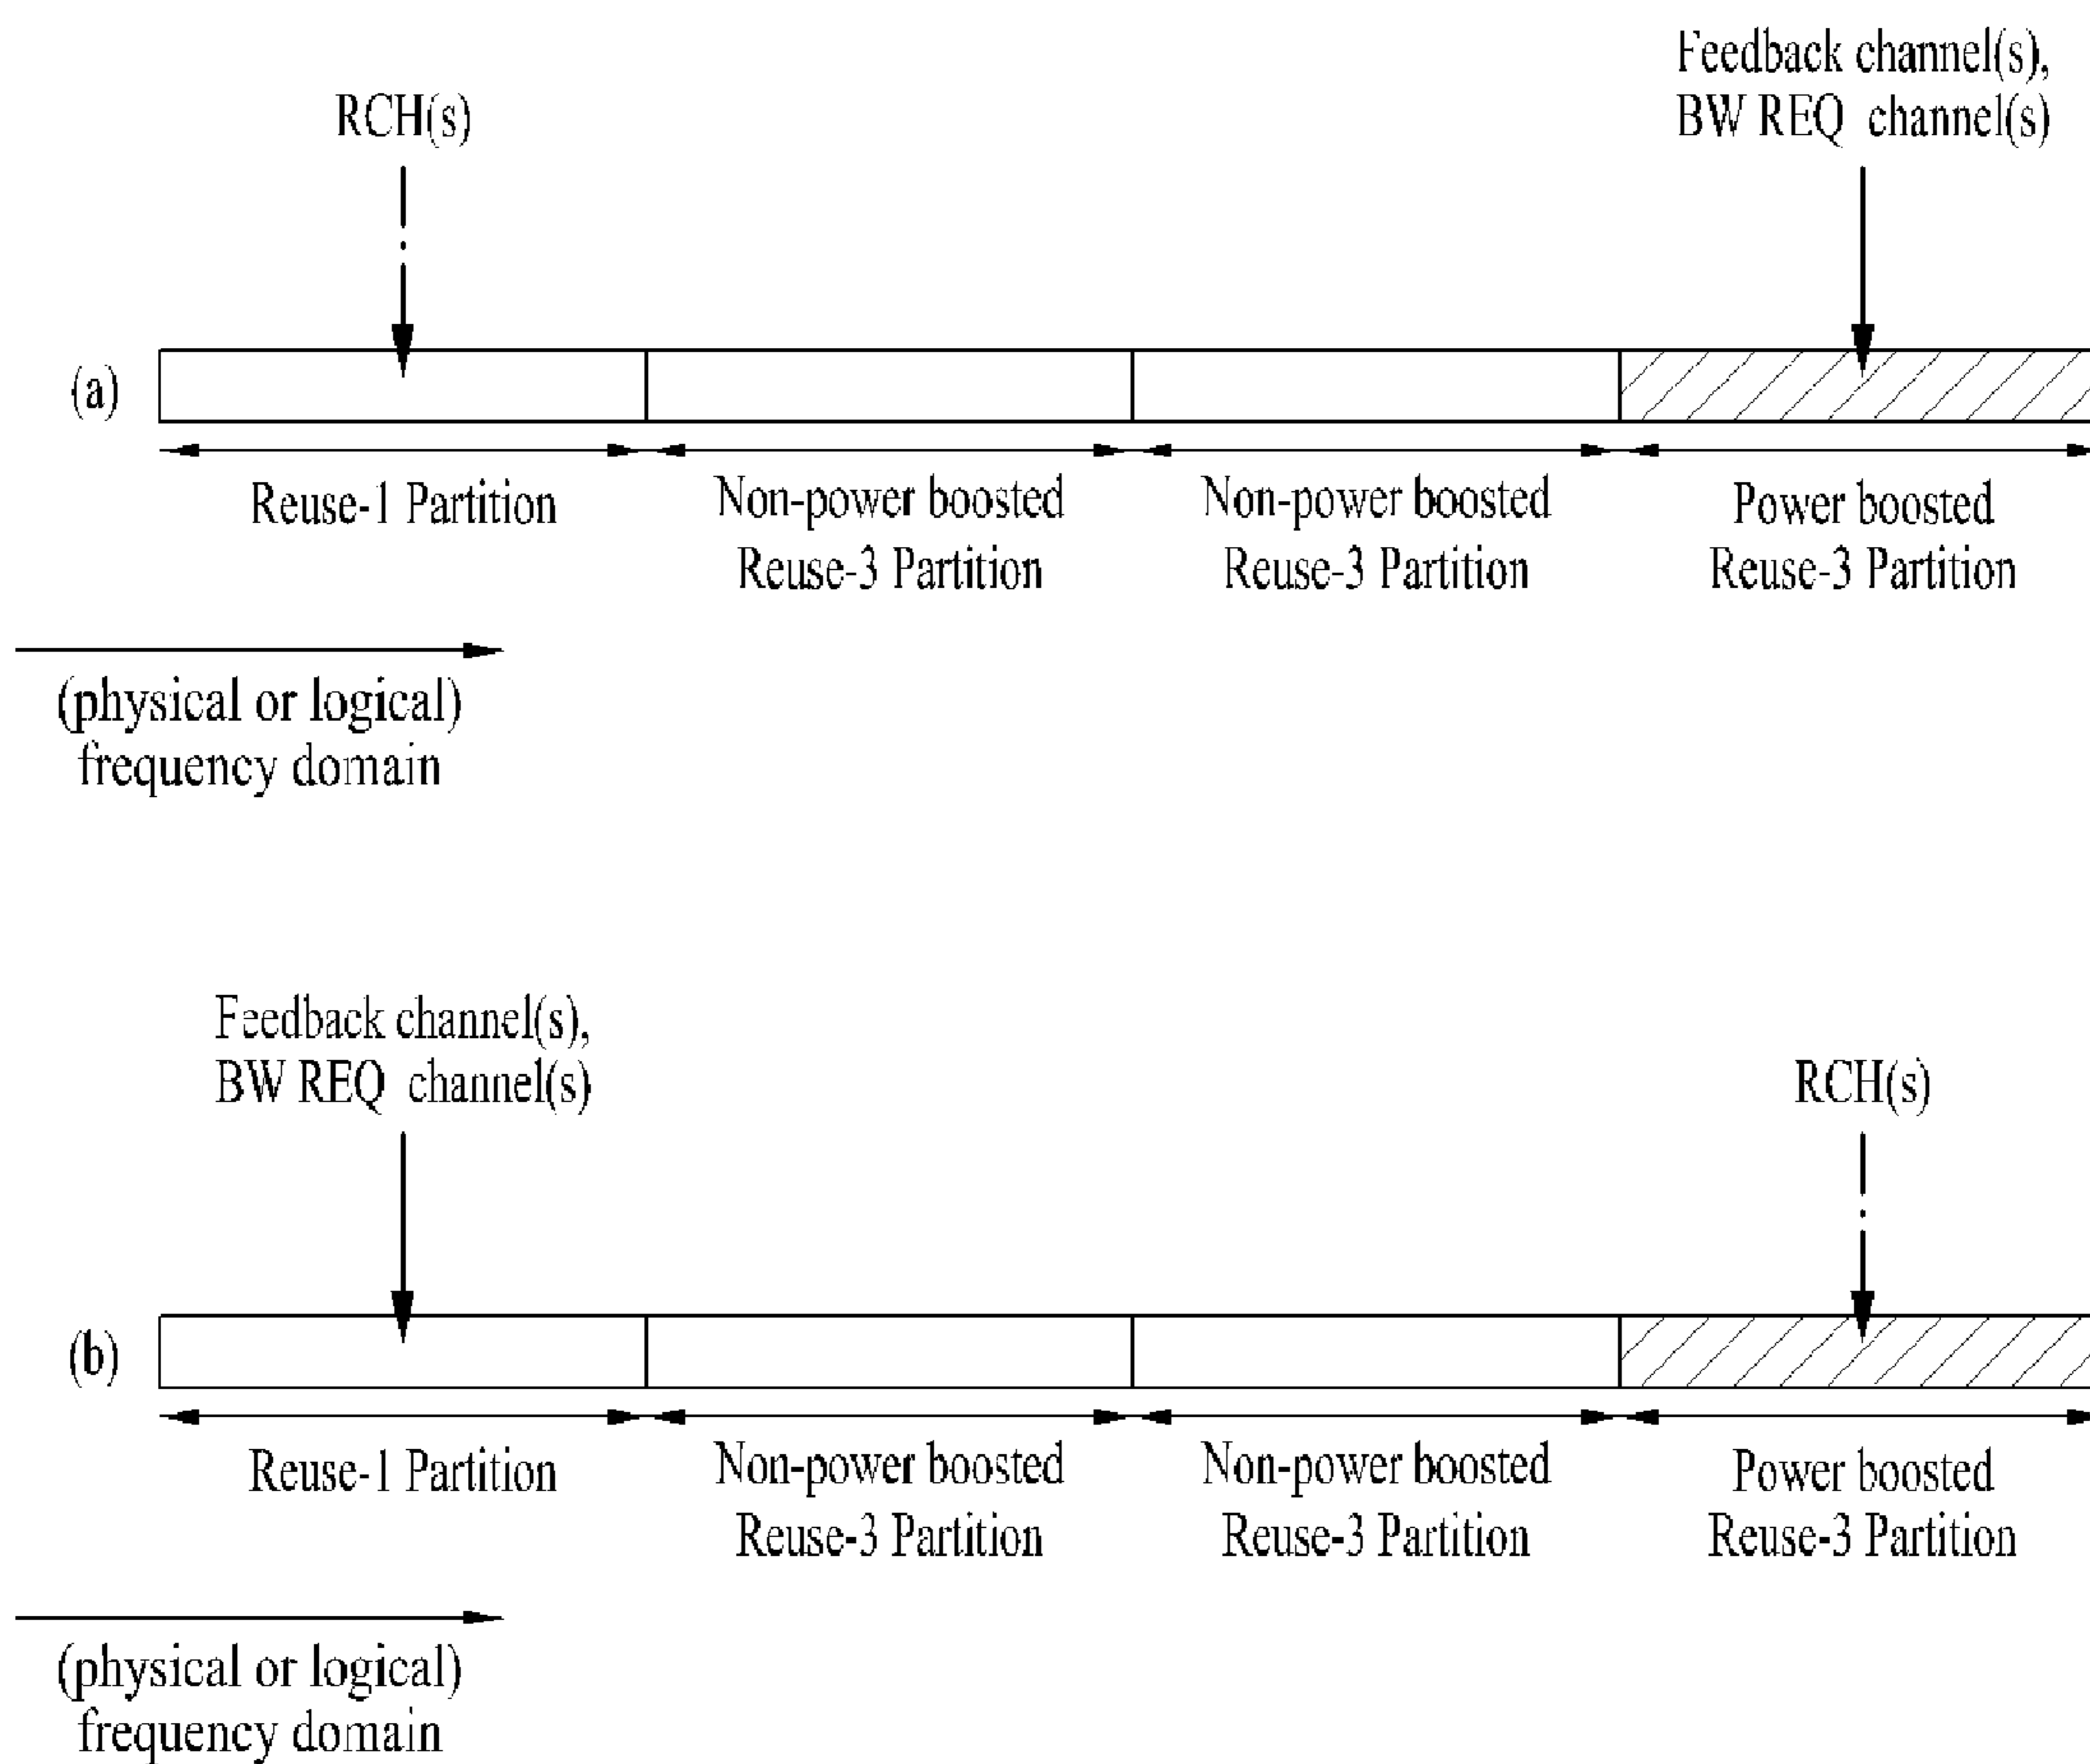 Feedback channel(s),
RCH(s)
BW REQ channel(s)
(a)
Reuse-1 Partition
Non-power boosted
Reuse-3 Partition
Non-power boosted
Reuse-3 Partition
Power boosted
Reuse-3 Partition
(physical or logical)
frequency domain
Feedback channel(s),
BW REQ channel(s)
RCH(s)
(b)
Reuse-1 Partition
Non-power boosted
Reuse-3 Partition
Non-power boosted
Reuse-3 Partition
Power boosted
Reuse-3 Partition
(physical or logical)
frequency domain